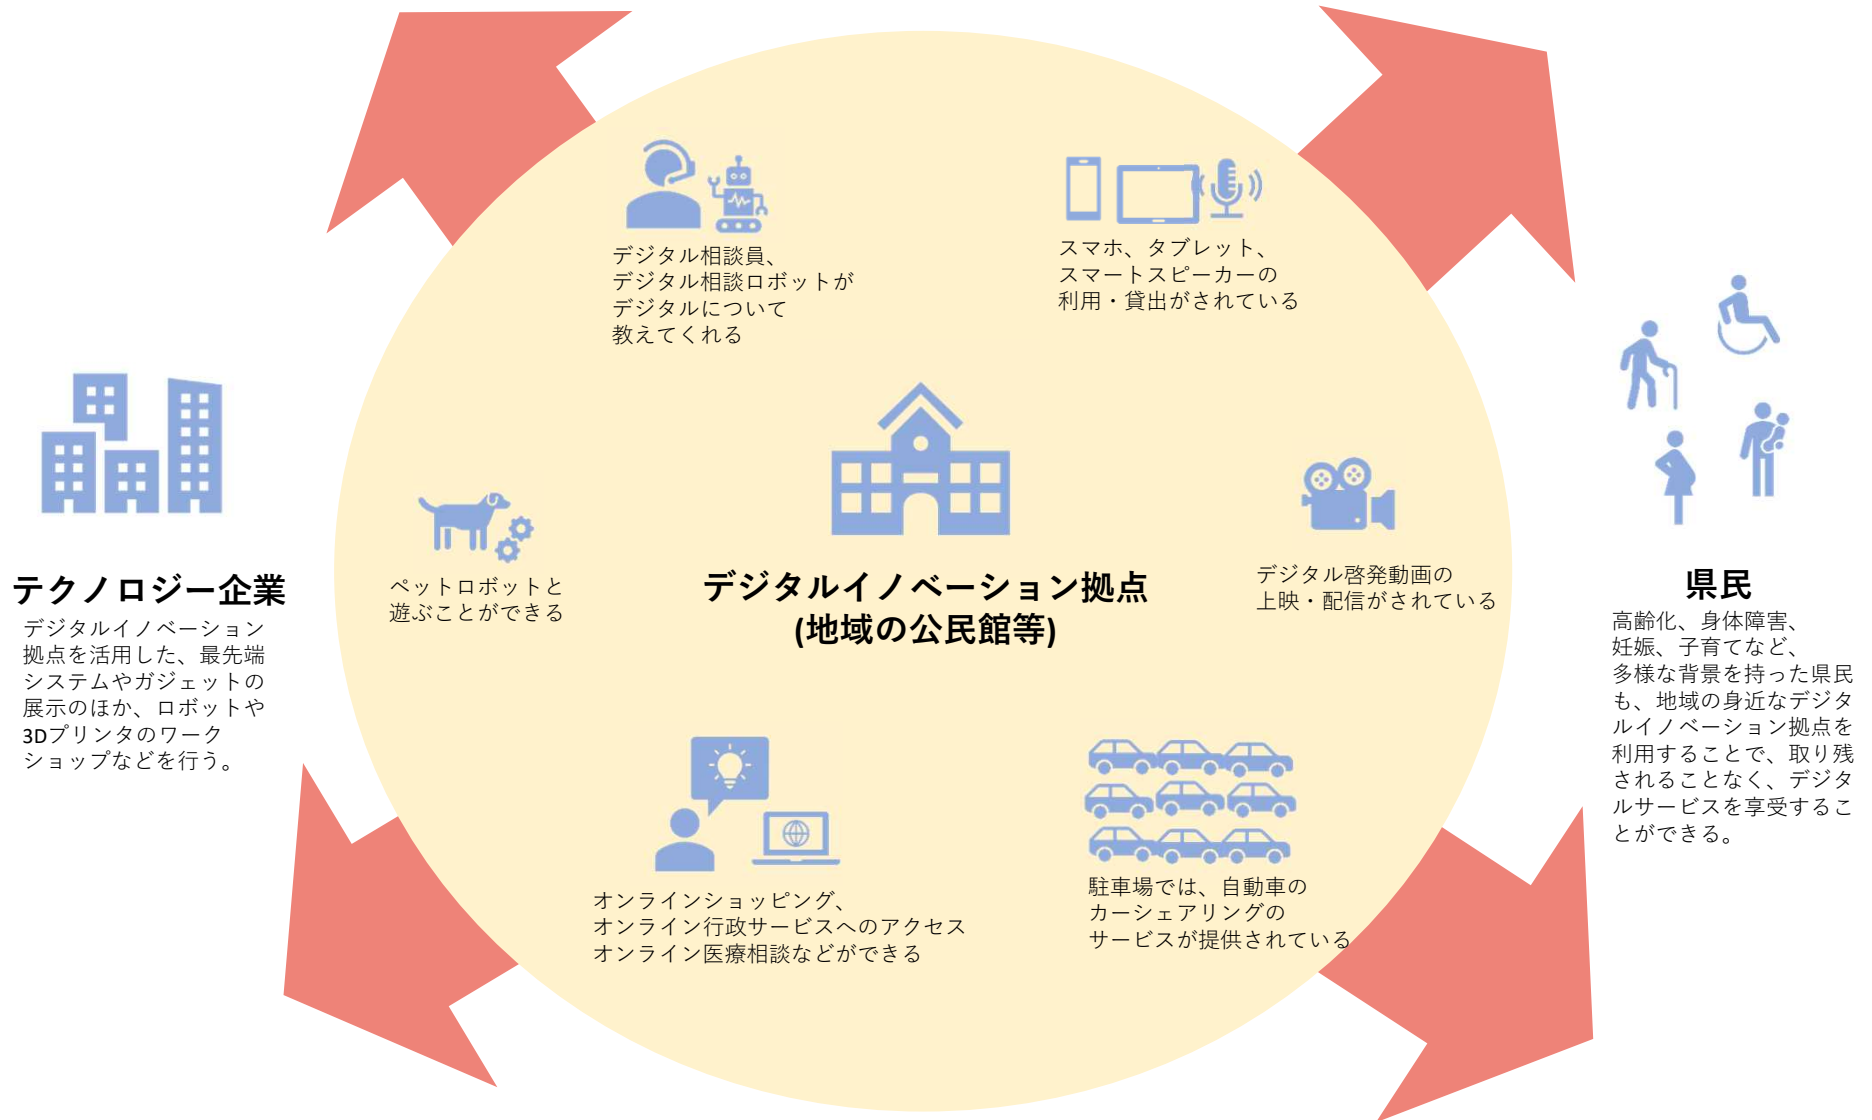 デジタル相談員、
デジタル相談ロボットが
デジタルについて
教えてくれる
スマホ、タブレット、
スマートスピーカーの
利用・貸出がされている
テクノロジー企業
デジタルイノベーション
拠点を活用した、最先端
システムやガジェットの
展示のほか、ロボットや
3Dプリンタのワーク
ショップなどを行う。
ペットロボットと
遊ぶことができる
デジタルイノベーション拠点
(地域の公民館等)
デジタル啓発動画の
上映・配信がされている
県民
高齢化、身体障害、
妊娠、子育てなど、
多様な背景を持った県民
も、地域の身近なデジタ
ルイノベーション拠点を
利用することで、取り残
されることなく、デジタ
ルサービスを享受するこ
とができる。
オンラインショッピング、
オンライン行政サービスへのアクセス
オンライン医療相談などができる
駐車場では、自動車の
カーシェアリングの
サービスが提供されている